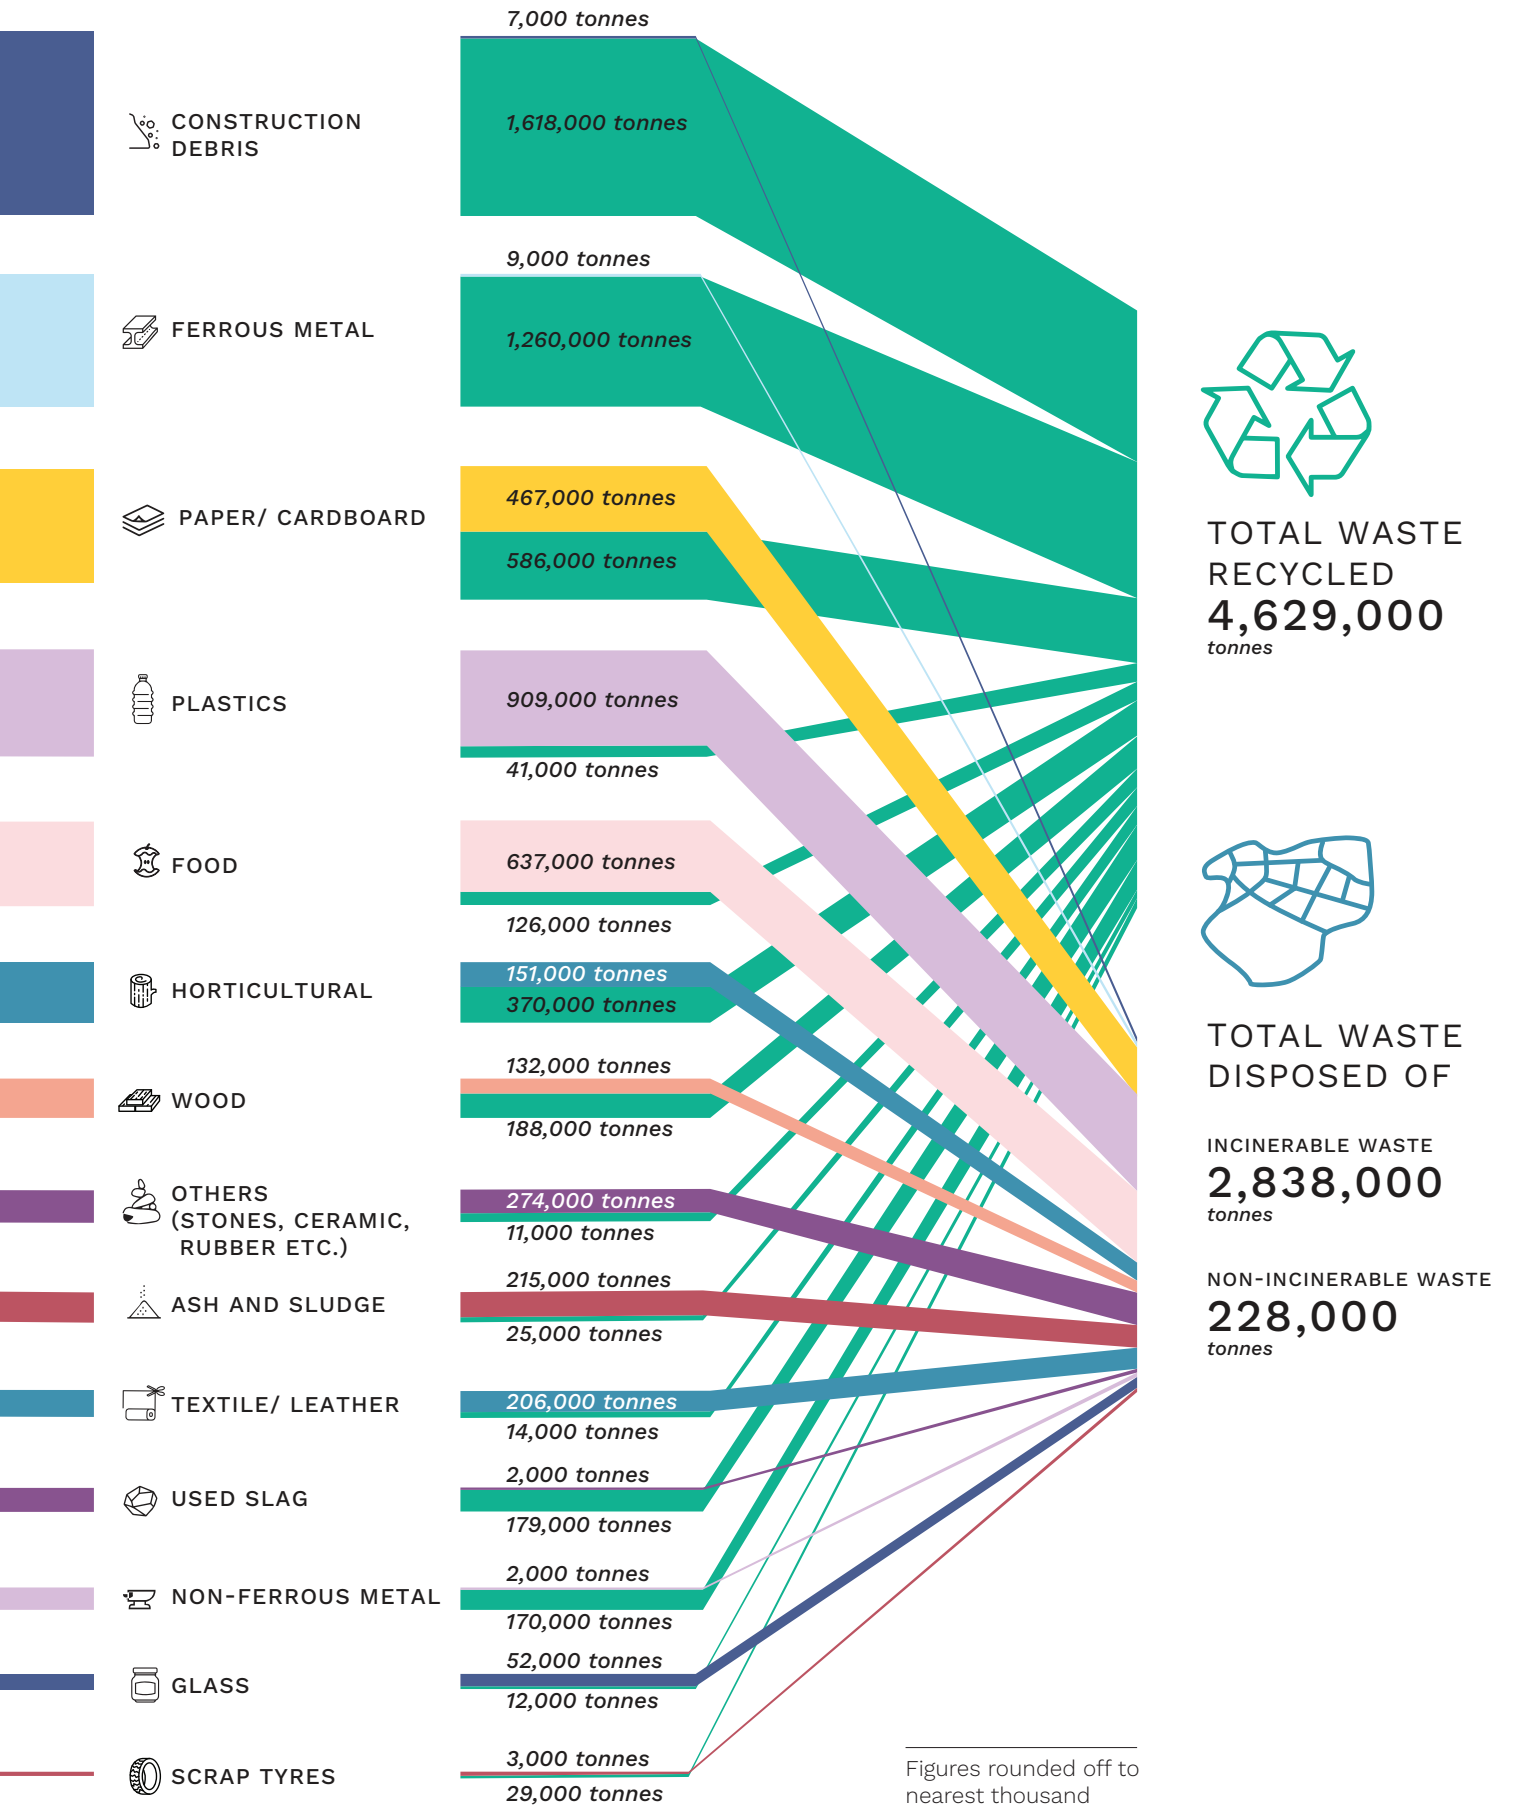 7,000 tonnes
CONSTRUCTION
DEBRIS
1,618,000 tonnes
9,000 tonnes
FERROUS METAL
1,260,000 tonnes
467,000 tonnes
PAPER/ CARDBOARD
586,000 tonnes
PLASTICS
909,000 tonnes
41,000 tonnes
FOOD
637,000 tonnes
126,000 tonnes
HORTICULTURAL
151,000 tonnes
370,000 tonnes
132,000 tonnes
WOOD
188,000 tonnes
OTHERS
(STONES, CERAMIC,
RUBBER ETC.)
274,000 tonnes
11,000 tonnes
215,000 tonnes
ASH AND SLUDGE
25,000 tonnes
TEXTILE/ LEATHER
206,000 tonnes
14,000 tonnes
2,000 tonnes
USED SLAG
179,000 tonnes
2,000 tonnes
NON-FERROUS METAL
170,000 tonnes
52,000 tonnes
GLASS
12,000 tonnes
3,000 tonnes
SCRAP TYRES
29,000 tonnes
TOTAL WASTE
RECYCLED
4,629,000
tonnes
TOTAL WASTE
DISPOSED OF
INCINERABLE WASTE
2,838,000
tonnes
NON-INCINERABLE WASTE
228,000
tonnes
Figures rounded off to
nearest thousand